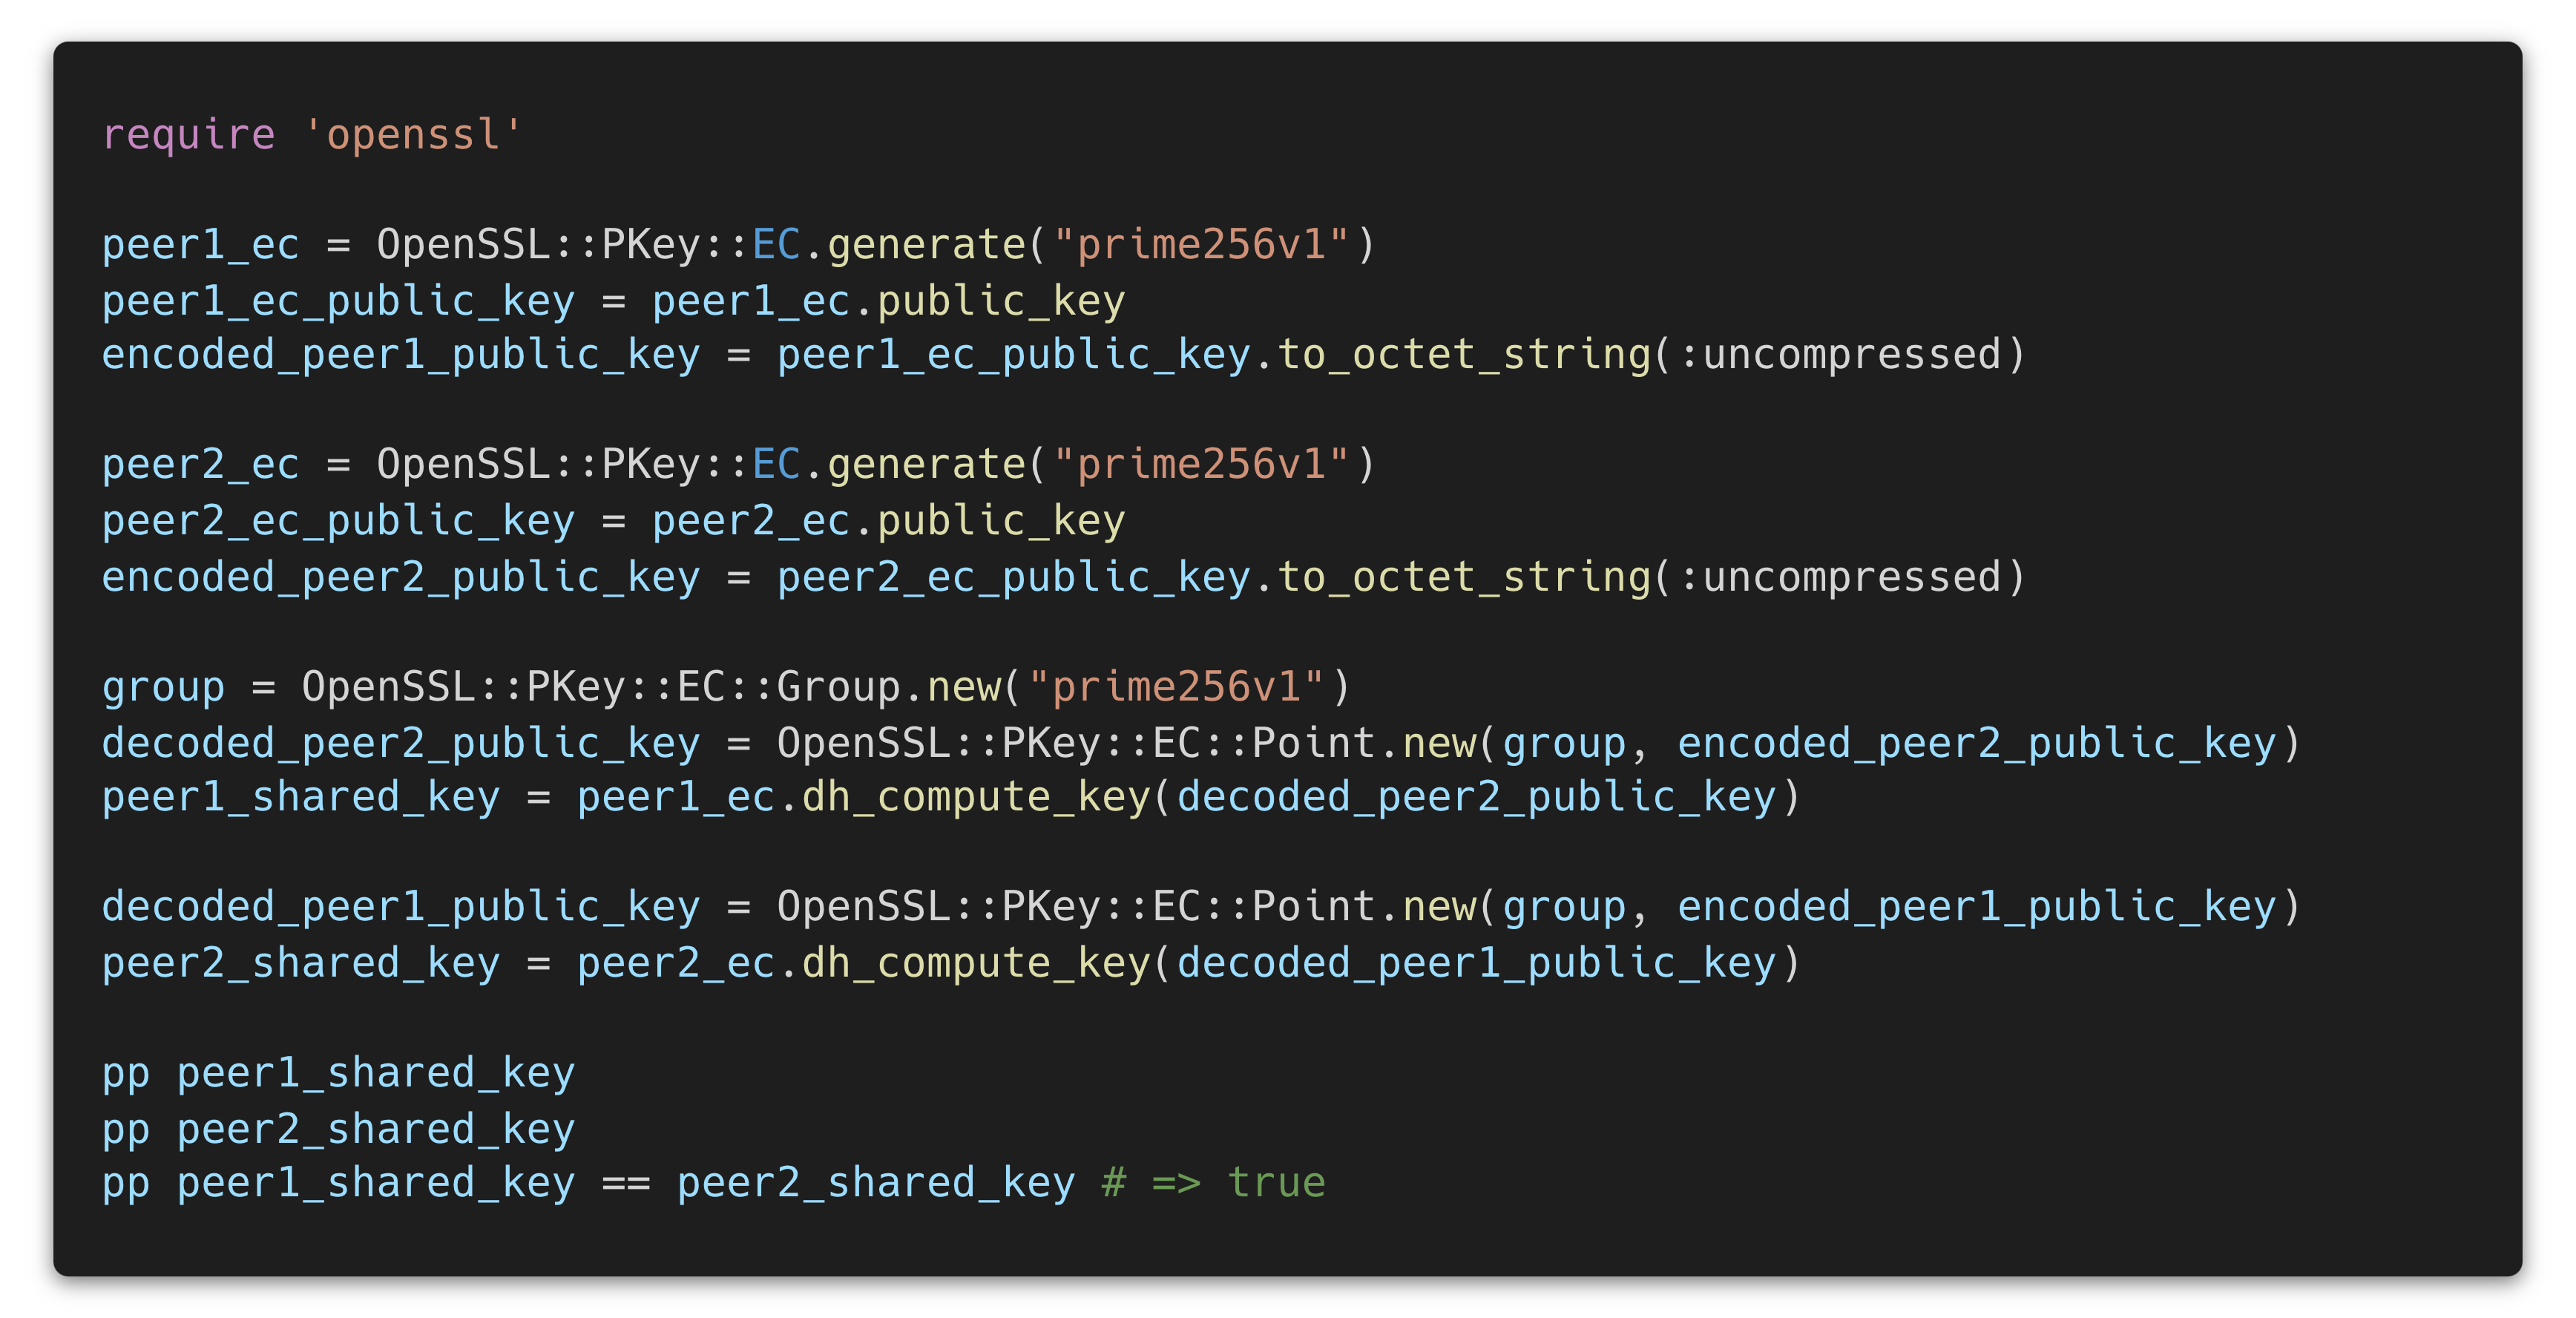 require 'openssl'

peer1_ec = OpenSSL::PKey::EC.generate("prime256v1")
peer1_ec_public_key = peer1_ec.public_key
encoded_peer1_public_key = peer1_ec_public_key.to_octet_string(:uncompressed)

peer2_ec = OpenSSL::PKey::EC.generate("prime256v1")
peer2_ec_public_key = peer2_ec.public_key
encoded_peer2_public_key = peer2_ec_public_key.to_octet_string(:uncompressed)

group = OpenSSL::PKey::EC::Group.new("prime256v1")
decoded_peer2_public_key = OpenSSL::PKey::EC::Point.new(group, encoded_peer2_public_key)
peer1_shared_key = peer1_ec.dh_compute_key(decoded_peer2_public_key)

decoded_peer1_public_key = OpenSSL::PKey::EC::Point.new(group, encoded_peer1_public_key)
peer2_shared_key = peer2_ec.dh_compute_key(decoded_peer1_public_key)

pp peer1_shared_key
pp peer2_shared_key
pp peer1_shared_key == peer2_shared_key # => true